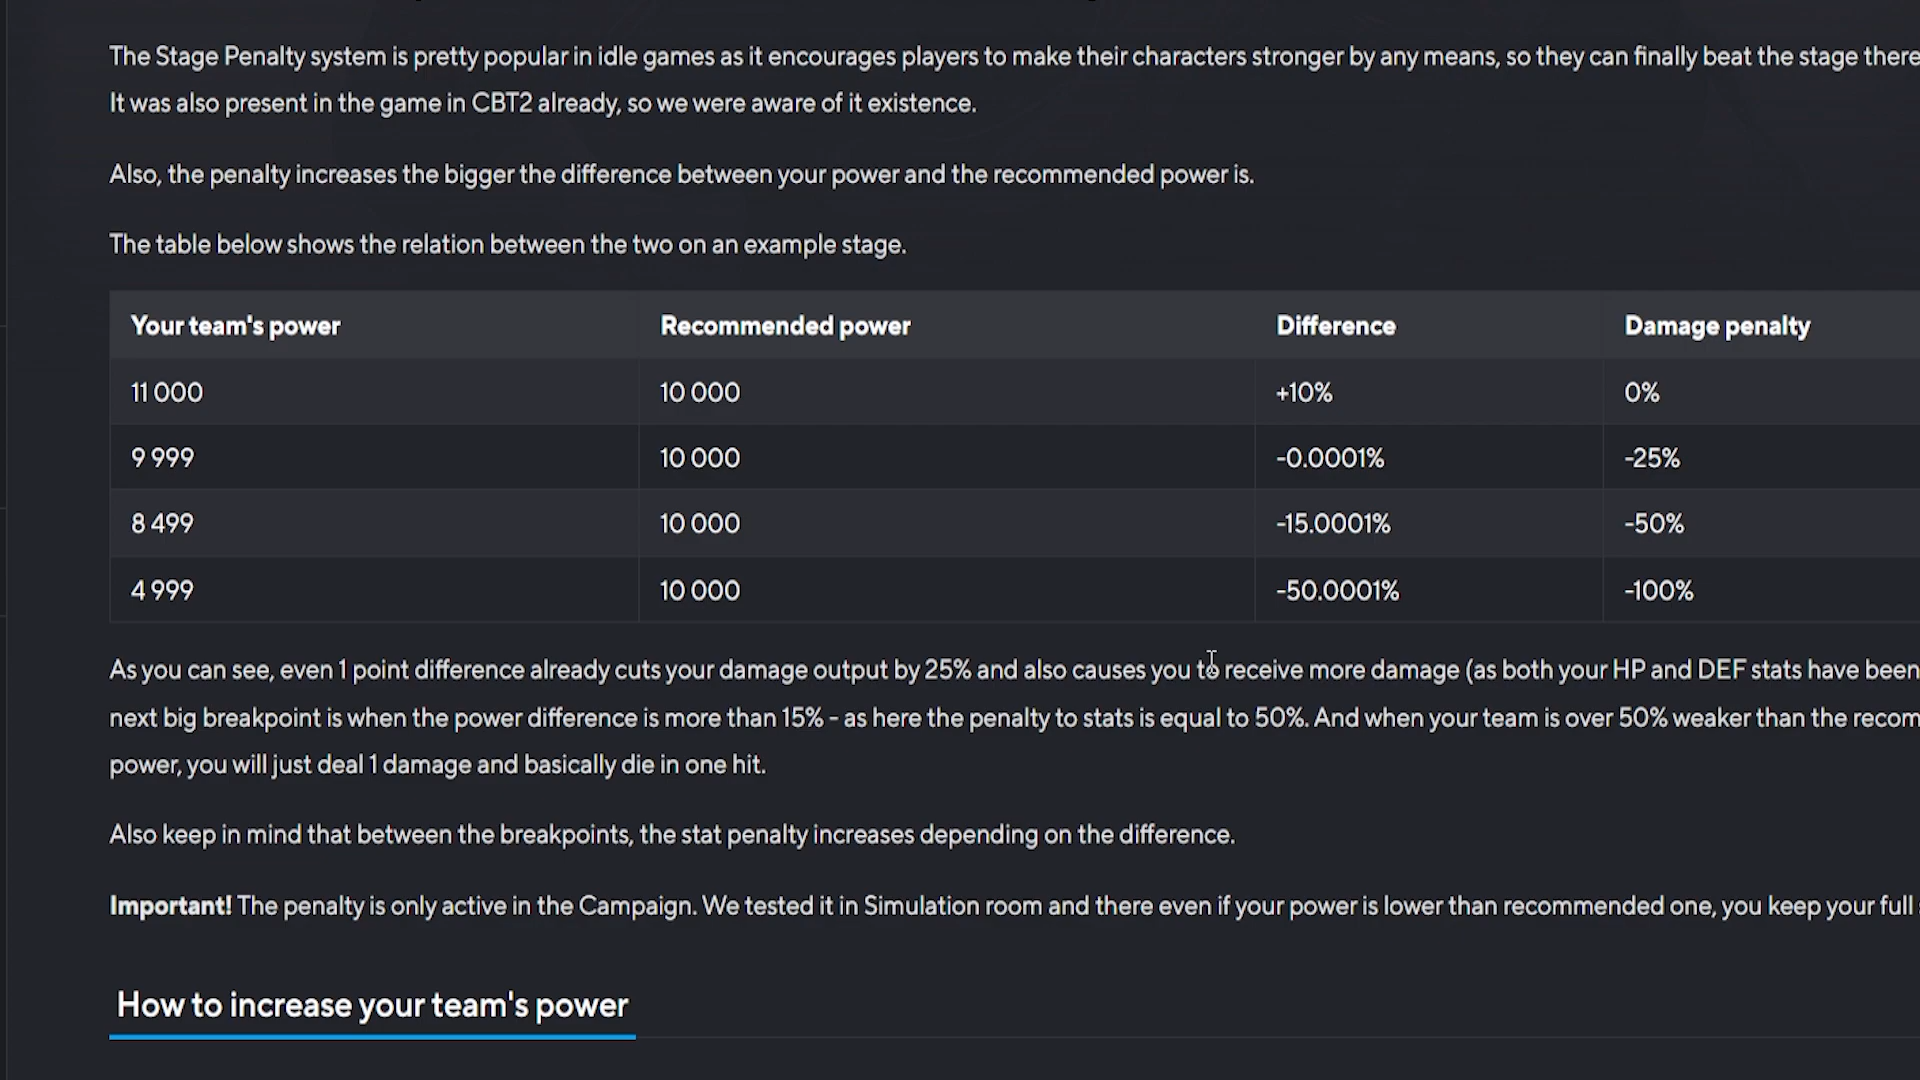 The Stage Penalty system is pretty popular in idle games as it encourages players to make their characters stronger by any means, so they can finally beat the stage there
It was also present in the game in CBT2 already, so we were aware of it existence.
Also, the penalty increases the bigger the difference between your power and the recommended power is.
The table below shows the relation between the two on an example stage.
Your team's power Recommended power Difference Damage penalty
11 000 10 000 +10% 0%
9 999 10 000 -0.0001% -25%
8 499 10 000 -15.0001% -50%
4 999 10 000 -50.0001% -100%
As you can see, even 1 point difference already cuts your damage output by 25% and also causes you to receive more damage (as both your HP and DEF stats have been
next big breakpoint is when the power difference is more than 15% - as here the penalty to stats is equal to 50%. And when your team is over 50% weaker than the recom
power, you will just deal 1 damage and basically die in one hit.
Also keep in mind that between the breakpoints, the stat penalty increases depending on the difference.
Important! The penalty is only active in the Campaign. We tested it in Simulation room and there even if your power is lower than recommended one, you keep your full
How to increase your team's power